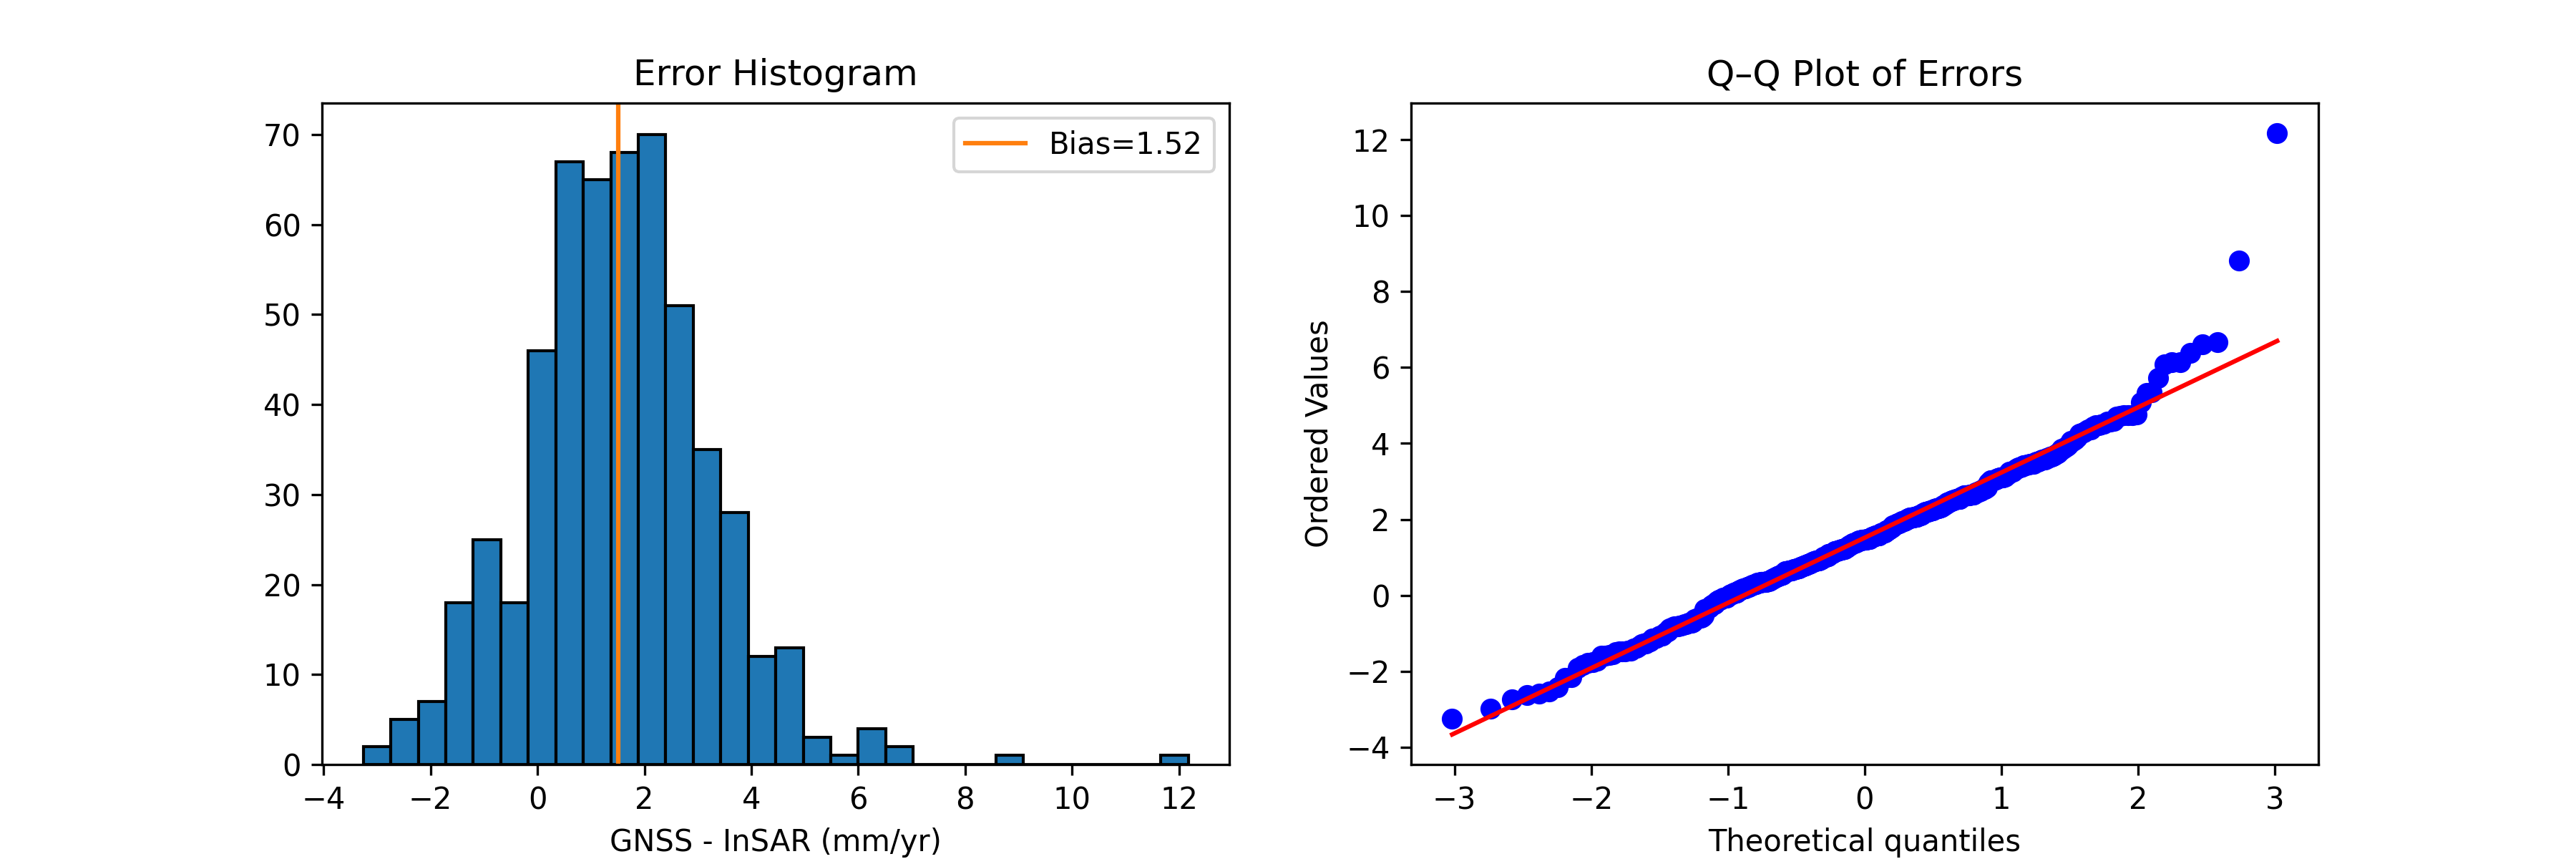 Error Histogram
70
60
50
40
30
20
10
0
−4 −2 0 2 4 6 8 10 12
GNSS - InSAR (mm/yr)
Bias=1.52
Q–Q Plot of Errors
Ordered Values
12
10
8
6
4
2
0
−2
−4
−3 −2 −1 0 1 2 3
Theoretical quantiles